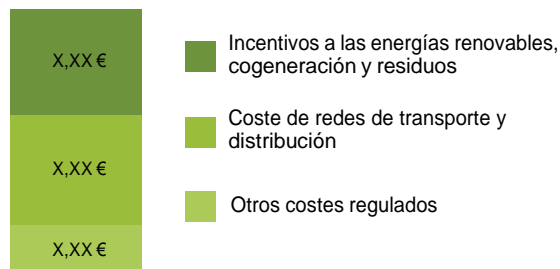 X,XX €
Incentivos a las energías renovables,
cogeneración y residuos
X,XX €
Coste de redes de transporte y
distribución
X,XX €
Otros costes regulados